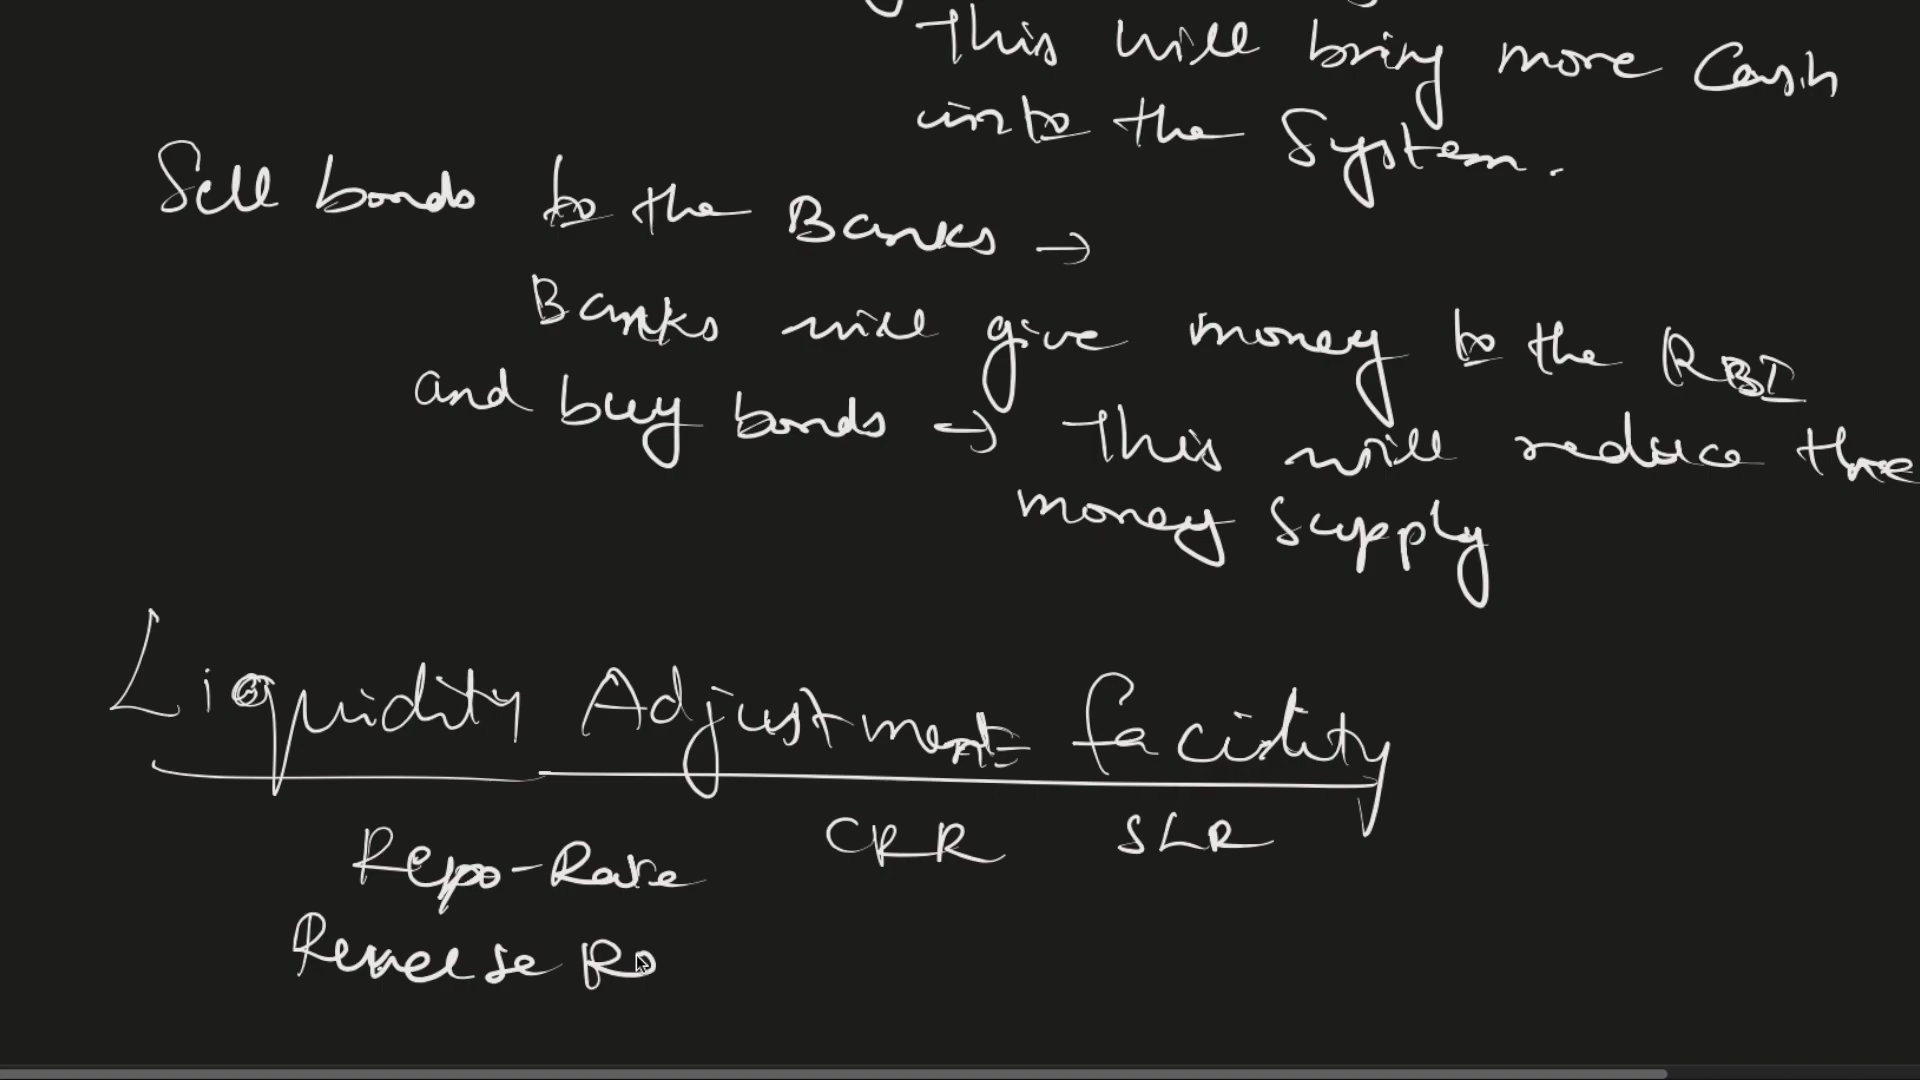 This will bring more Cash
into the System.
Sell bonds to the Banks →
Banks will give money to the RBI
and buy bonds → This will reduce the
money supply
Liquidity Adjustment facility
Repo-Rate CRR SLR
Reverse Re